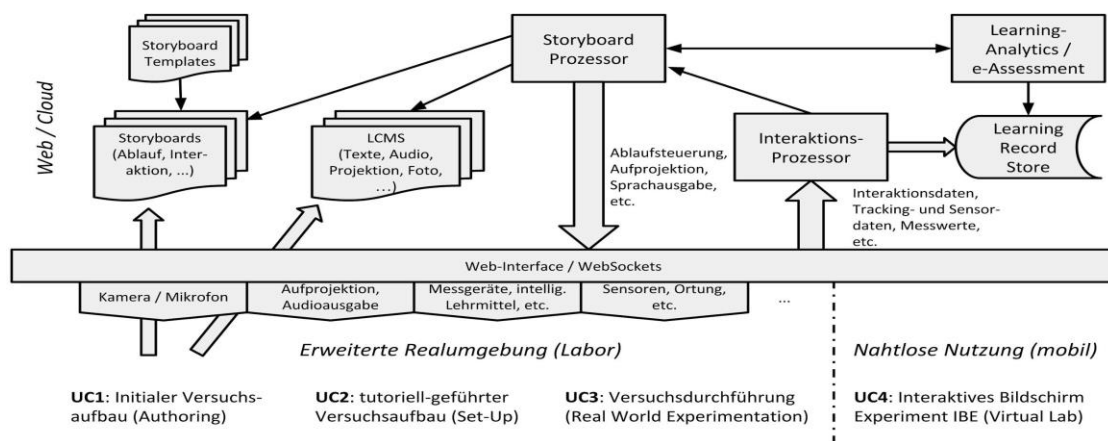 Web / Cloud
Storyboard
Templates
Storyboards
(Ablauf, Inter-
aktion, ...)
LCMS
(Texte, Audio,
Projektion, Foto,
...)
Storyboard
Prozessor
Learning-
Analytics /
e-Assessment
Interaktions-
Prozessor
Learning
Record
Store
Ablaufsteuerung,
Aufprojektion,
Sprachausgabe,
etc.
Interaktionsdaten,
Tracking- und Sensor-
daten, Messwerte,
etc.
Web-Interface / WebSockets
Kamera / Mikrofon
Aufprojektion,
Audioausgabe
Messgeräte, intellig.
Lehrmittel, etc.
Sensoren, Ortung,
etc.
...
Erweiterte Realumgebung (Labor)
Nahtlose Nutzung (mobil)
UC1: Initialer Versuchs-
aufbau (Authoring)
UC2: tutoriell-geführter
Versuchsaufbau (Set-Up)
UC3: Versuchsdurchführung
(Real World Experimentation)
UC4: Interaktives Bildschirm
Experiment IBE (Virtual Lab)